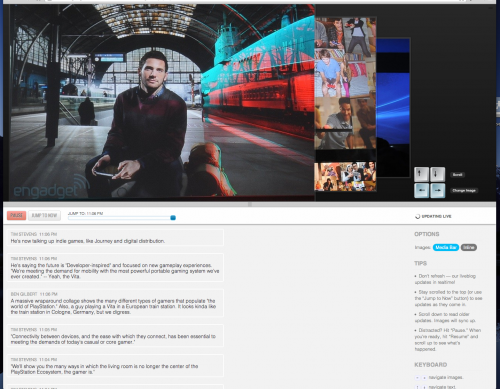 engadget
Scroll
Change Image
PAUSE
JUMP TO NOW
JUMP TO: 11:06 PM
UPDATING LIVE
TIM STEVENS 11:06 PM
He's now talking up indie games, like Journey and digital distribution.
TIM STEVENS 11:06 PM
He's saying the future is "Developer-inspired" and focused on new gameplay experiences.
"We're meeting the demand for mobility with the most powerful portable gaming system we've
ever created." -- Yeah, the Vita.
BEN GILBERT 11:06 PM
A massive wraparound collage shows the many different types of gamers that populate "the
world of PlayStation." Also, a guy playing a Vita in a European train station. It looks kinda like
the train station in Cologne, Germany, but we digress.
TIM STEVENS 11:04 PM
"Connectivity between devices, and the ease with which they connect, has been essential to
meeting the demands of today's casual or core gamer."
TIM STEVENS 11:04 PM
"We'll show you the many ways in which the living room is no longer the center of the
PlayStation Ecosystem, the gamer is."
OPTIONS
Images: Media Bar Inline
TIPS
Don't refresh -- our liveblog
updates in realtime!
Stay scrolled to the top (or use
the "Jump to Now" button) to see
updates as they come in
Scroll down to read older
updates. Images will sync up.
Distracted? Hit "Pause." When
you're ready, hit "Resume" and
scroll up to see what's
happened.
KEYBOARD
navigate images.
navigate text.